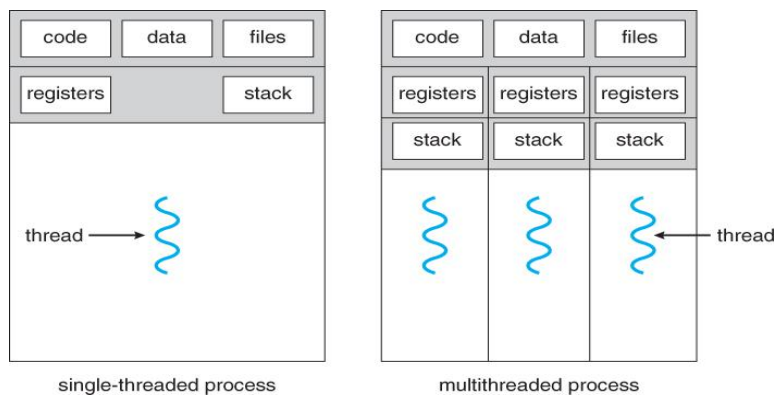 code data files code data files
registers stack registers registers registers
stack stack stack
thread thread
single-threaded process multithreaded process